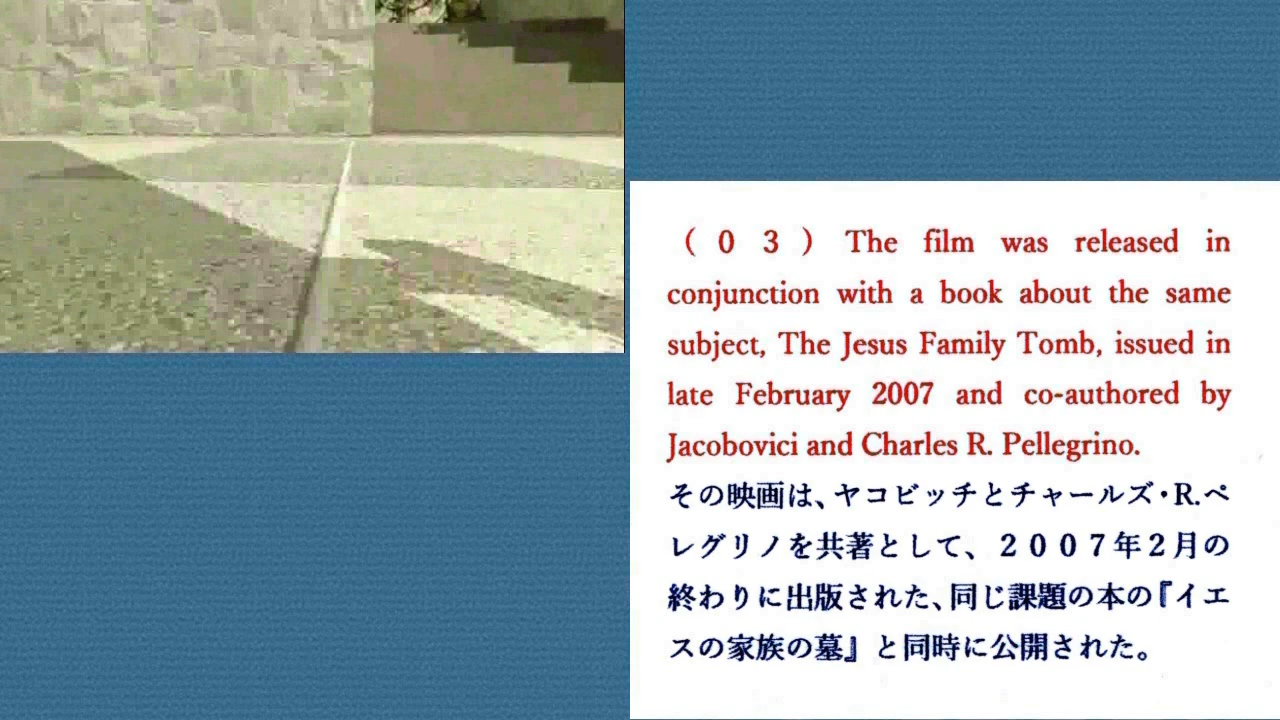 ( 0 3 ) The film was released in
conjunction with a book about the same
subject, The Jesus Family Tomb, issued in
late February 2007 and co-authored by
Jacobovici and Charles R. Pellegrino.
その映画は、ヤコビッチとチャールズ・R.ペ
レグリノを共著として、２００７年２月の
終わりに出版された、同じ課題の本の『イエ
スの家族の墓』と同時に公開された。